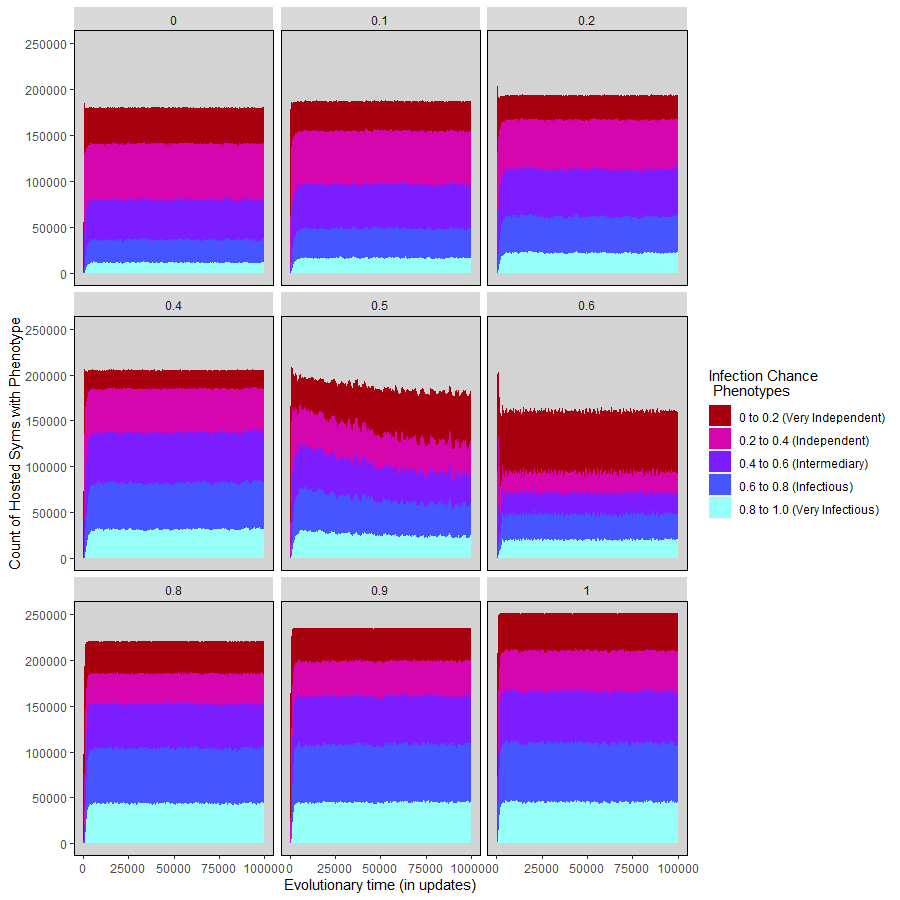 0 0.1 0.2
250000
200000
150000
100000
50000
0
0.4 0.5 0.6
250000
200000
150000
100000
50000
0
0.8 0.9 1
250000
200000
150000
100000
50000
0
0 25000 50000 75000 100000 0 25000 50000 75000 100000 0 25000 50000 75000 100000
Evolutionary time (in updates)
Count of Hosted Syms with Phenotype
Infection Chance
Phenotypes
0 to 0.2 (Very Independent)
0.2 to 0.4 (Independent)
0.4 to 0.6 (Intermediary)
0.6 to 0.8 (Infectious)
0.8 to 1.0 (Very Infectious)